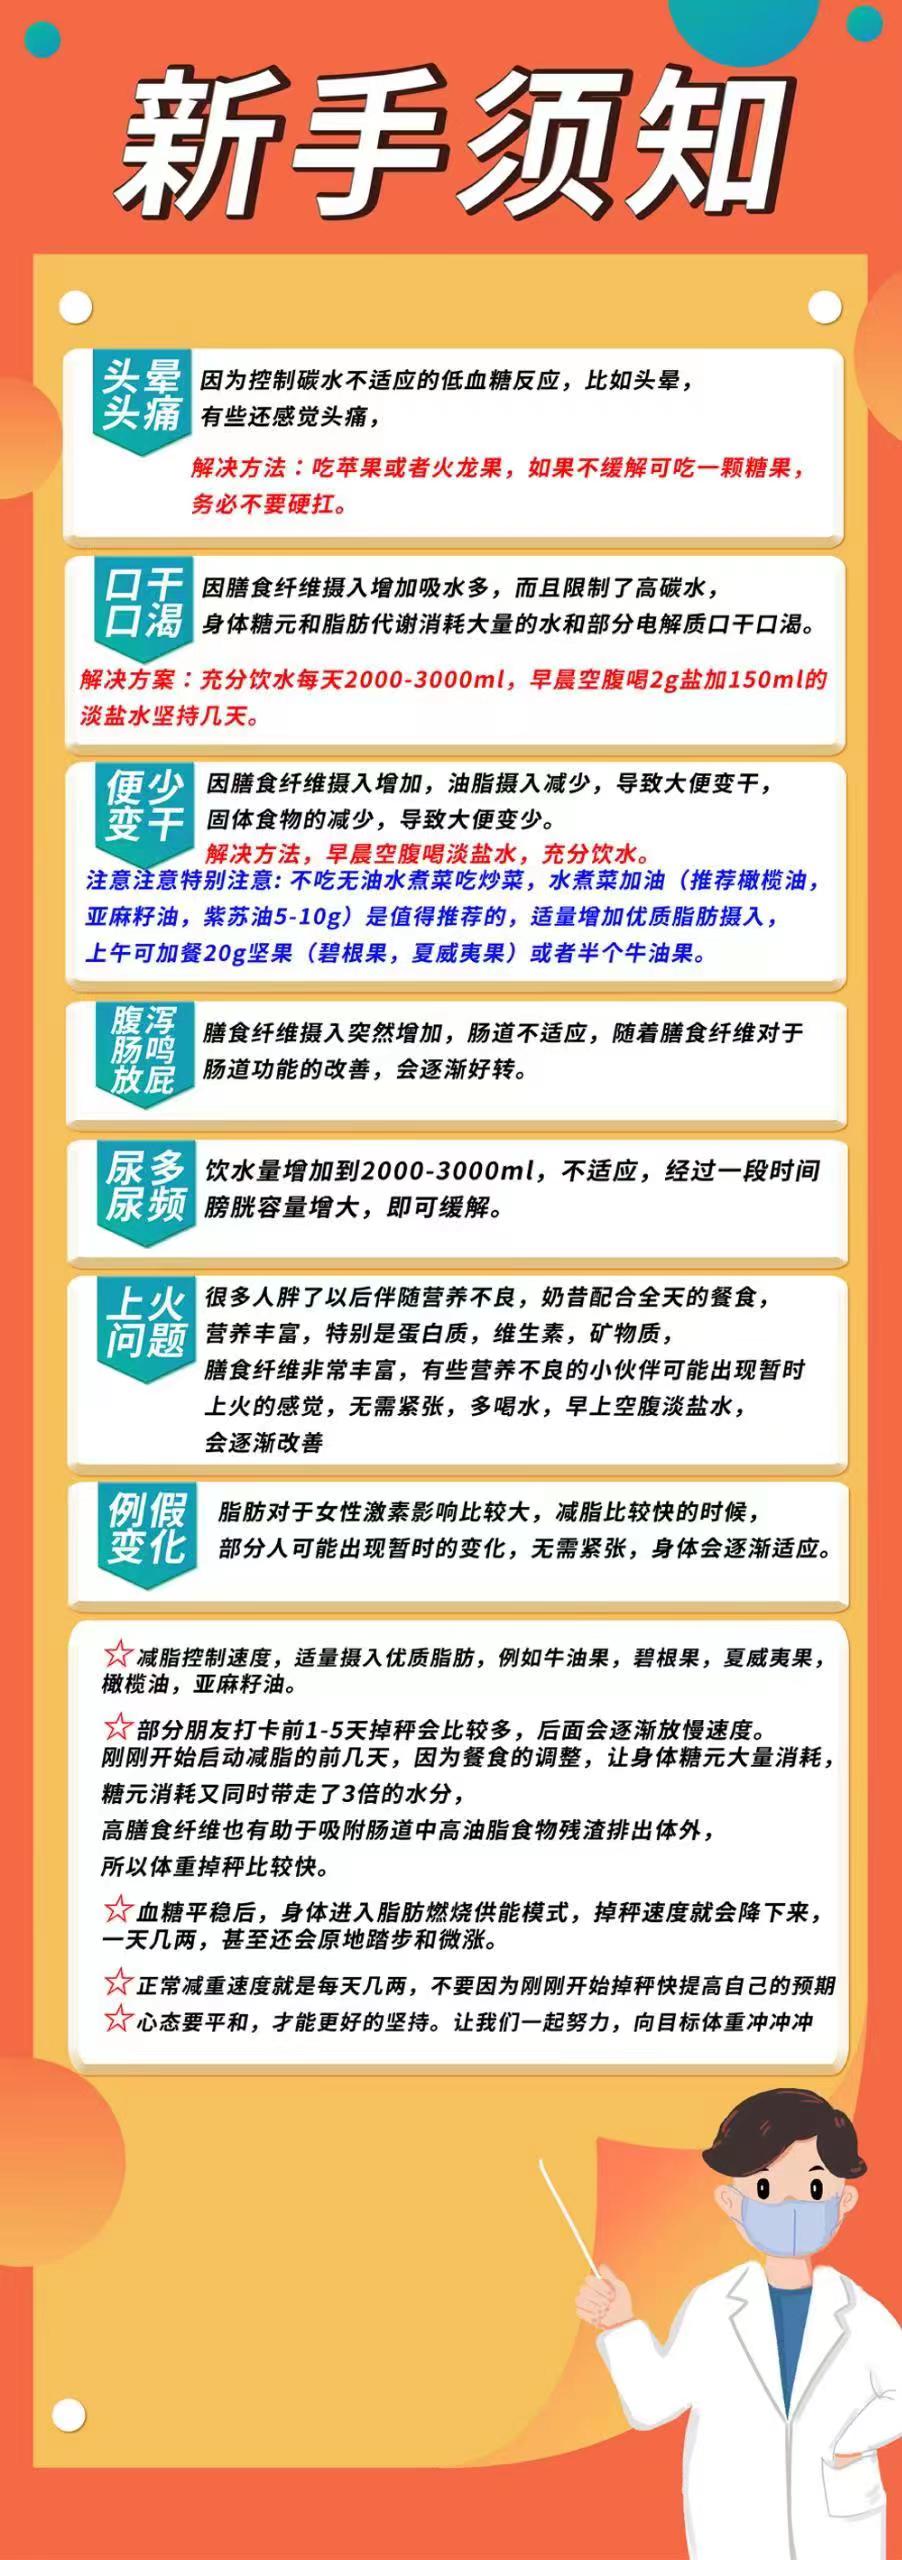 新手须知
头晕
头痛
因为控制碳水不适应的低血糖反应，比如头晕，
有些还感觉头痛，
解决方法：吃苹果或者火龙果，如果不缓解可吃一颗糖果，
务必不要硬扛。
口干
口渴
因膳食纤维摄入增加吸水多，而且限制了高碳水，
身体糖元和脂肪代谢消耗大量的水和部分电解质口干口渴。
解决方案：充分饮水每天2000-3000ml，早晨空腹喝2g盐加150ml的
淡盐水坚持几天。
便少
变干
因膳食纤维摄入增加，油脂摄入减少，导致大便变干，
固体食物的减少，导致大便变少。
解决方法，早晨空腹喝淡盐水，充分饮水。
注意注意特别注意: 不吃无油水煮菜吃炒菜，水煮菜加油（推荐橄榄油，
亚麻籽油，紫苏油5-10g）是值得推荐的，适量增加优质脂肪摄入，
上午可加餐20g坚果（碧根果，夏威夷果）或者半个牛油果。
腹泻
肠鸣
放屁
膳食纤维摄入突然增加，肠道不适应，随着膳食纤维对于
肠道功能的改善，会逐渐好转。
尿多
尿频
饮水量增加到2000-3000ml，不适应，经过一段时间
膀胱容量增大，即可缓解。
上火
问题
很多人胖了以后伴随营养不良，奶昔配合全天的餐食，
营养丰富，特别是蛋白质，维生素，矿物质，
膳食纤维非常丰富，有些营养不良的小伙伴可能出现暂时
上火的感觉，无需紧张，多喝水，早上空腹淡盐水，
会逐渐改善
例假
变化
脂肪对于女性激素影响比较大，减脂比较快的时候，
部分人可能出现暂时的变化，无需紧张，身体会逐渐适应。
☆减脂控制速度，适量摄入优质脂肪，例如牛油果，碧根果，夏威夷果，
橄榄油，亚麻籽油。
☆部分朋友打卡前1-5天掉秤会比较多，后面会逐渐放慢速度。
刚刚开始启动减脂的前几天，因为餐食的调整，让身体糖元大量消耗，
糖元消耗又同时带走了3倍的水分，
高膳食纤维也有助于吸附肠道中高油脂食物残渣排出体外，
所以体重掉秤比较快。
☆血糖平稳后，身体进入脂肪燃烧供能模式，掉秤速度就会降下来，
一天几两，甚至还会原地踏步和微涨。
☆正常减重速度就是每天几两，不要因为刚刚开始掉秤快提高自己的预期
☆心态要平和，才能更好的坚持。让我们一起努力，向目标体重冲冲冲